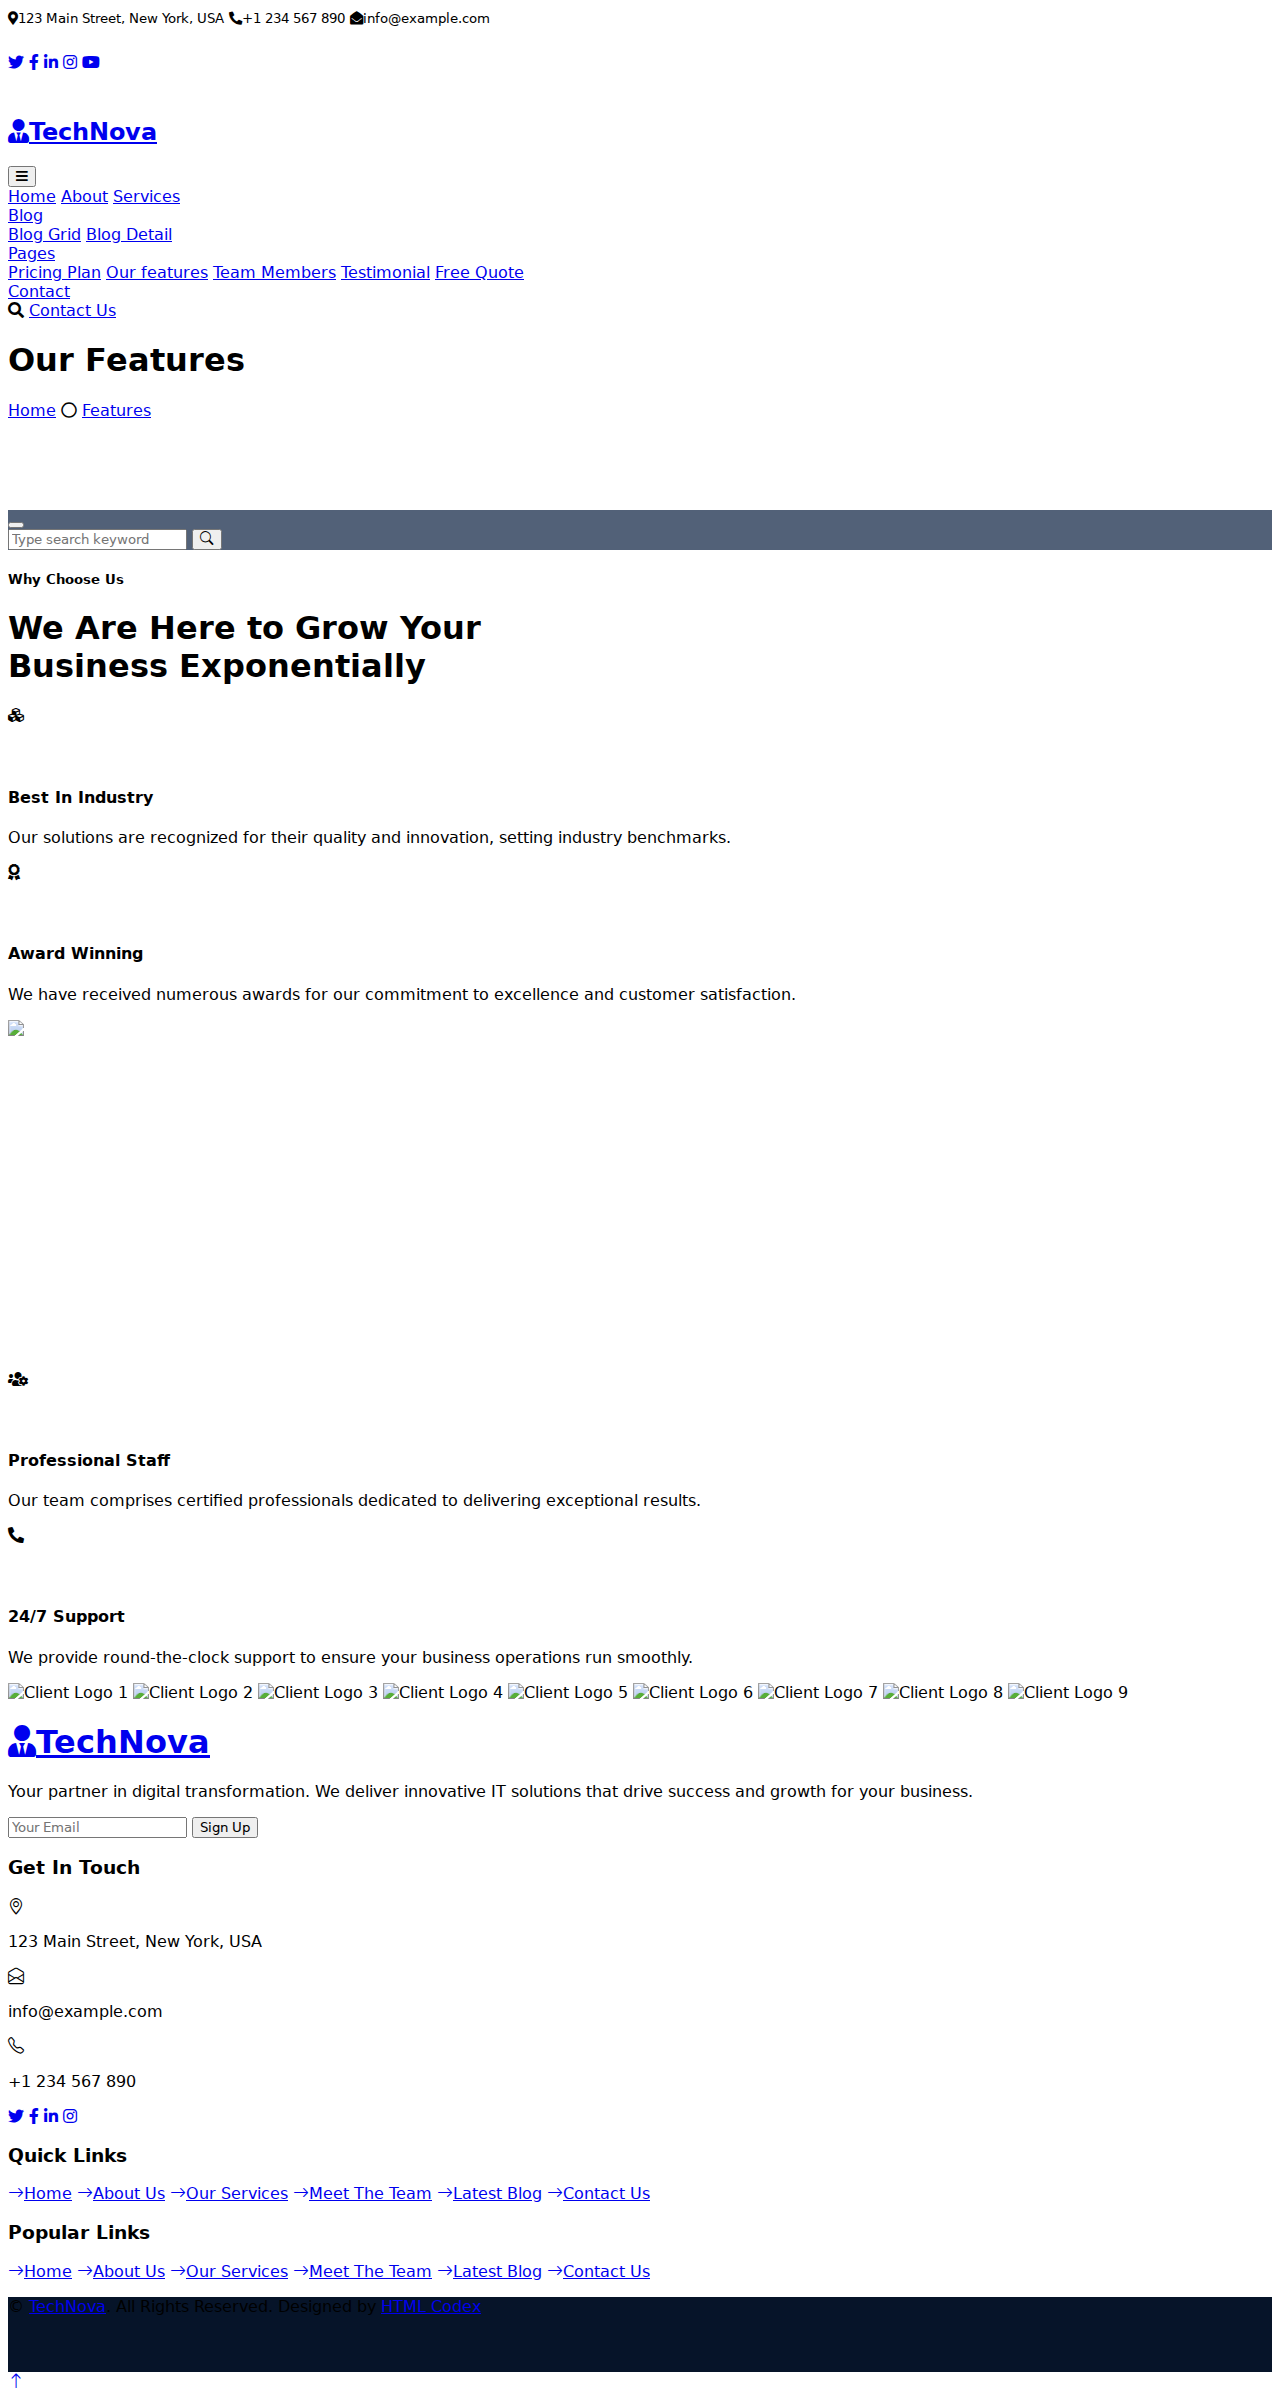 123 Main Street, New York, USA +1 234 567 890 info@example.com
TechNova
Home About Services
Blog
Blog Grid Blog Detail
Pages
Pricing Plan Our features Team Members Testimonial Free Quote
Contact
Contact Us
Our Features
Home Features
Type search keyword
Why Choose Us
We Are Here to Grow Your
Business Exponentially
Best In Industry
Our solutions are recognized for their quality and innovation, setting industry benchmarks.
Award Winning
We have received numerous awards for our commitment to excellence and customer satisfaction.
Professional Staff
Our team comprises certified professionals dedicated to delivering exceptional results.
24/7 Support
We provide round-the-clock support to ensure your business operations run smoothly.
Client Logo 1 Client Logo 2 Client Logo 3 Client Logo 4 Client Logo 5 Client Logo 6 Client Logo 7 Client Logo 8 Client Logo 9
TechNova
Your partner in digital transformation. We deliver innovative IT solutions that drive success and growth for your business.
Your Email Sign Up
Get In Touch
123 Main Street, New York, USA
info@example.com
+1 234 567 890
Quick Links
Home About Us Our Services Meet The Team Latest Blog Contact Us
Popular Links
Home About Us Our Services Meet The Team Latest Blog Contact Us
© TechNova. All Rights Reserved. Designed by HTML Codex